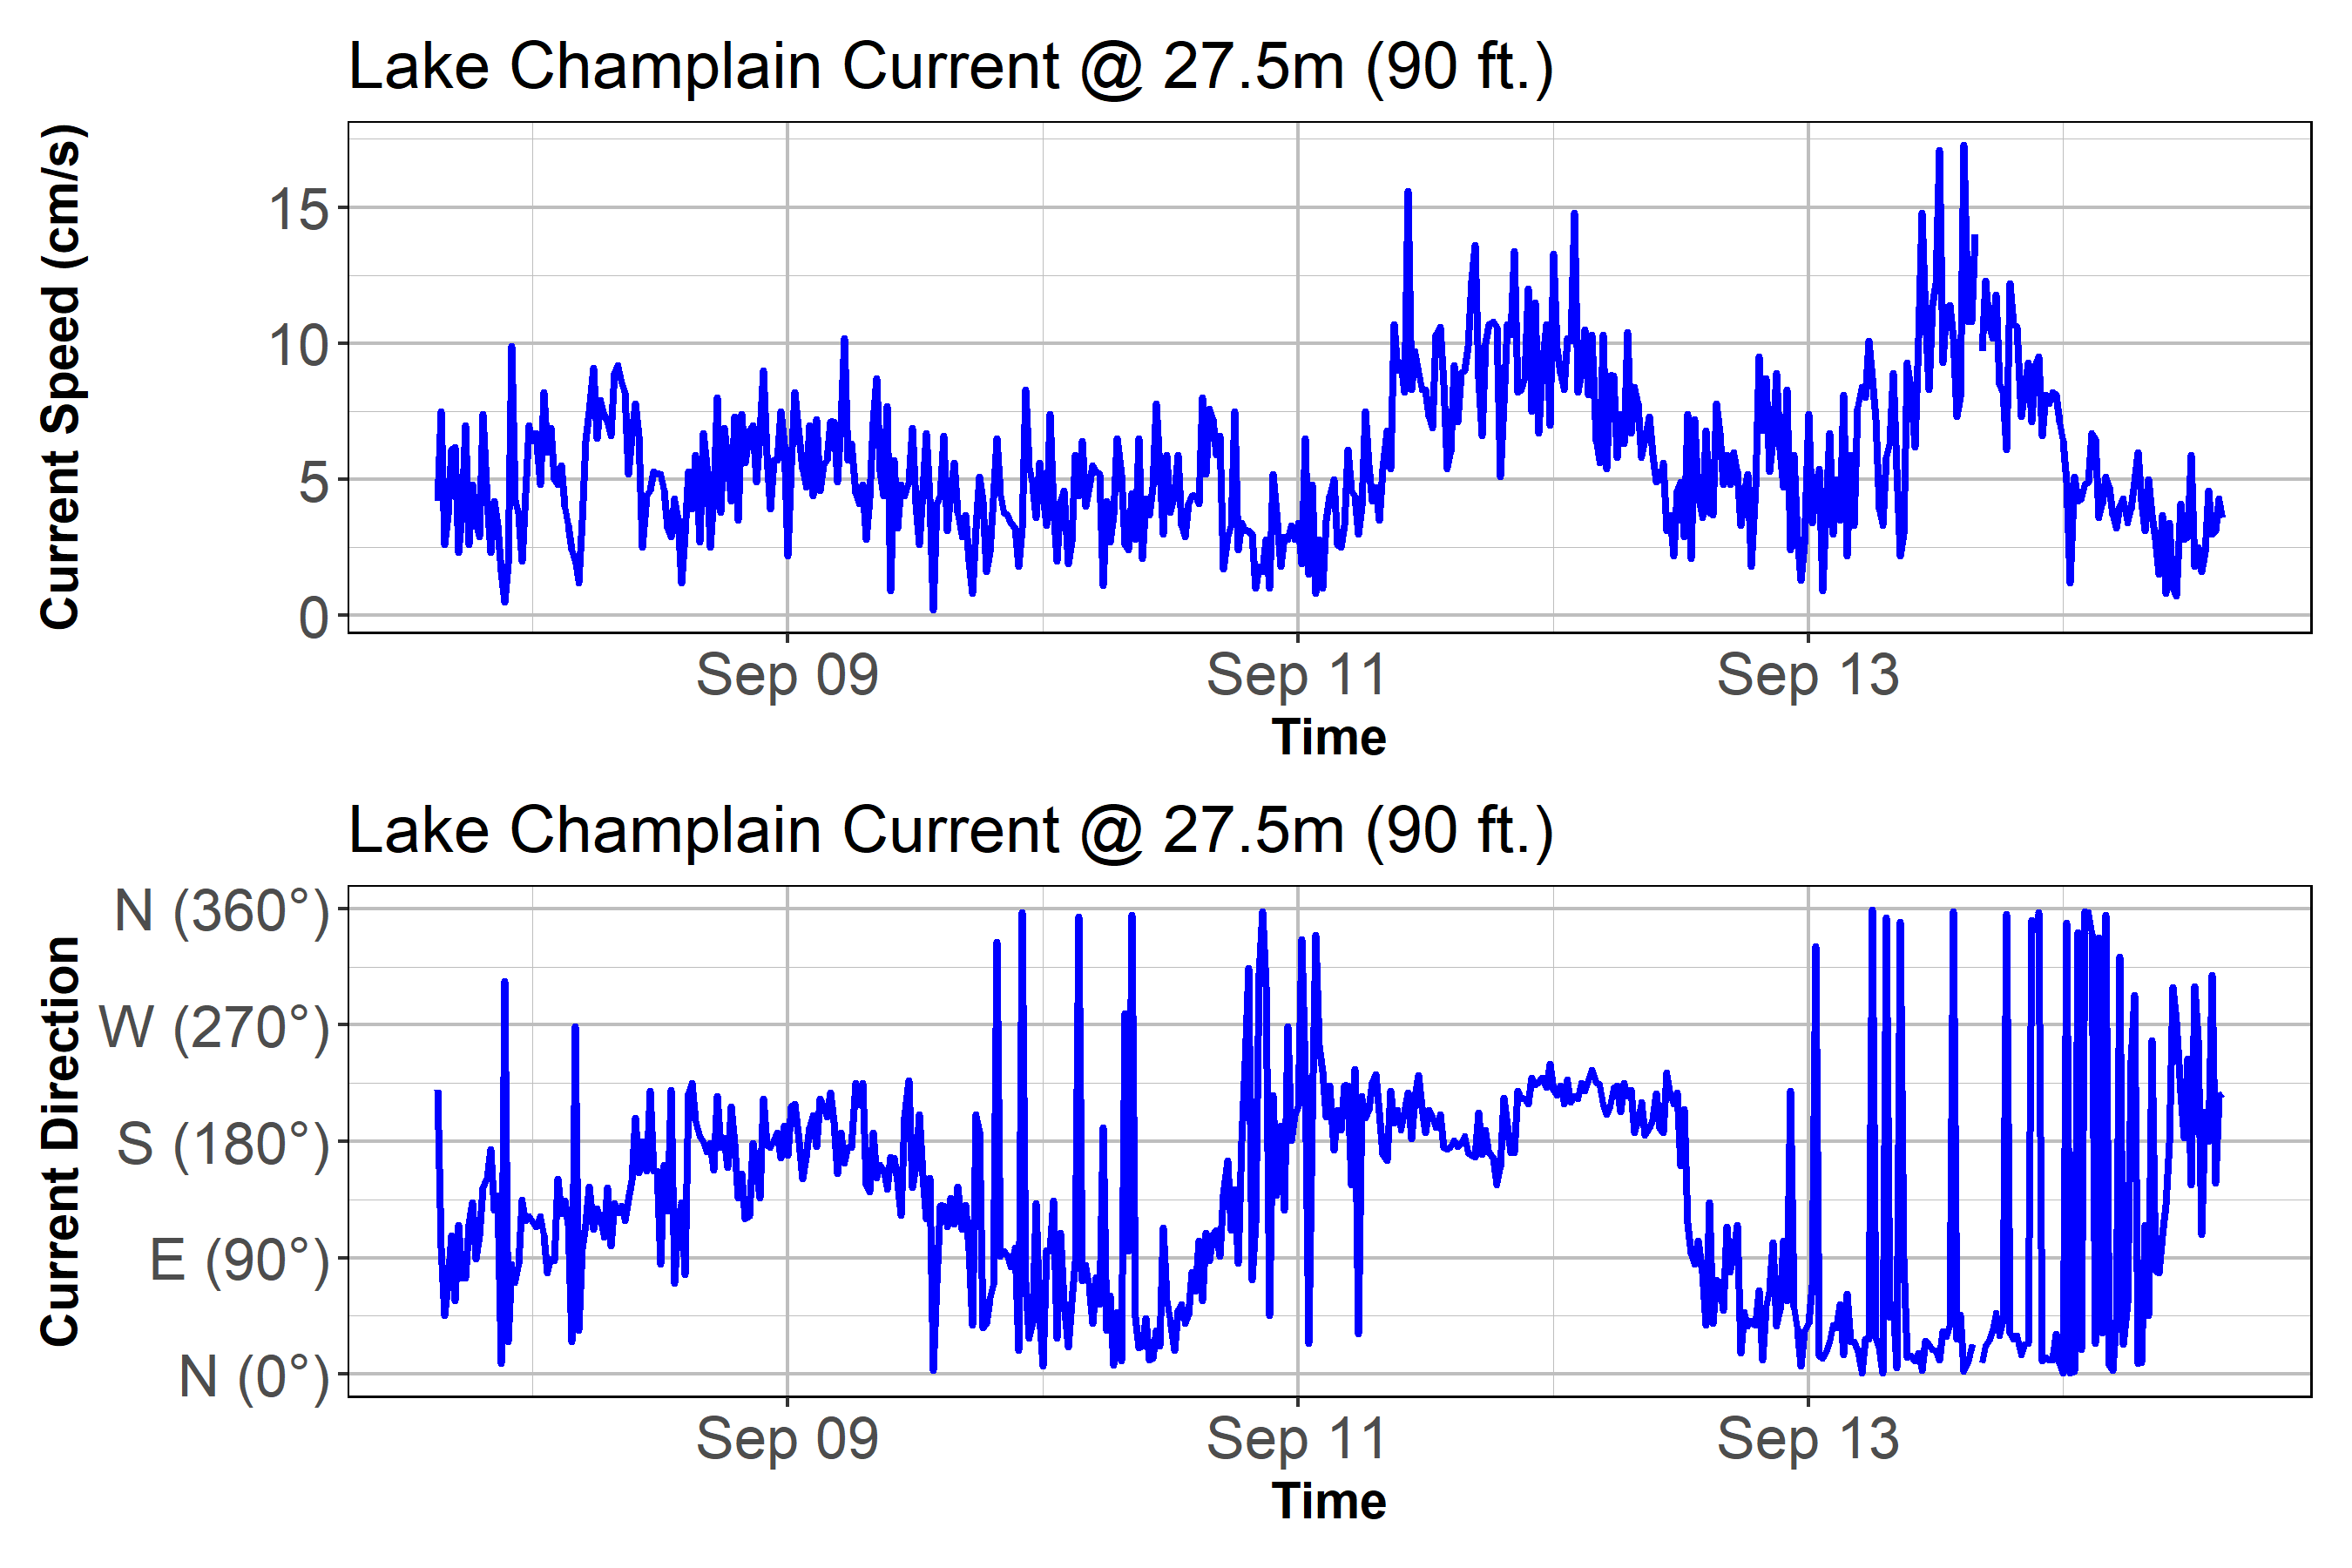 Lake Champlain Current @ 27.5m (90 ft.)
Current Speed (cm/s)
15
10
5
0
Sep 09 Sep 11 Sep 13
Time
Lake Champlain Current @ 27.5m (90 ft.)
Current Direction
N (360°)
W (270°)
S (180°)
E (90°)
N (0°)
Sep 09 Sep 11 Sep 13
Time